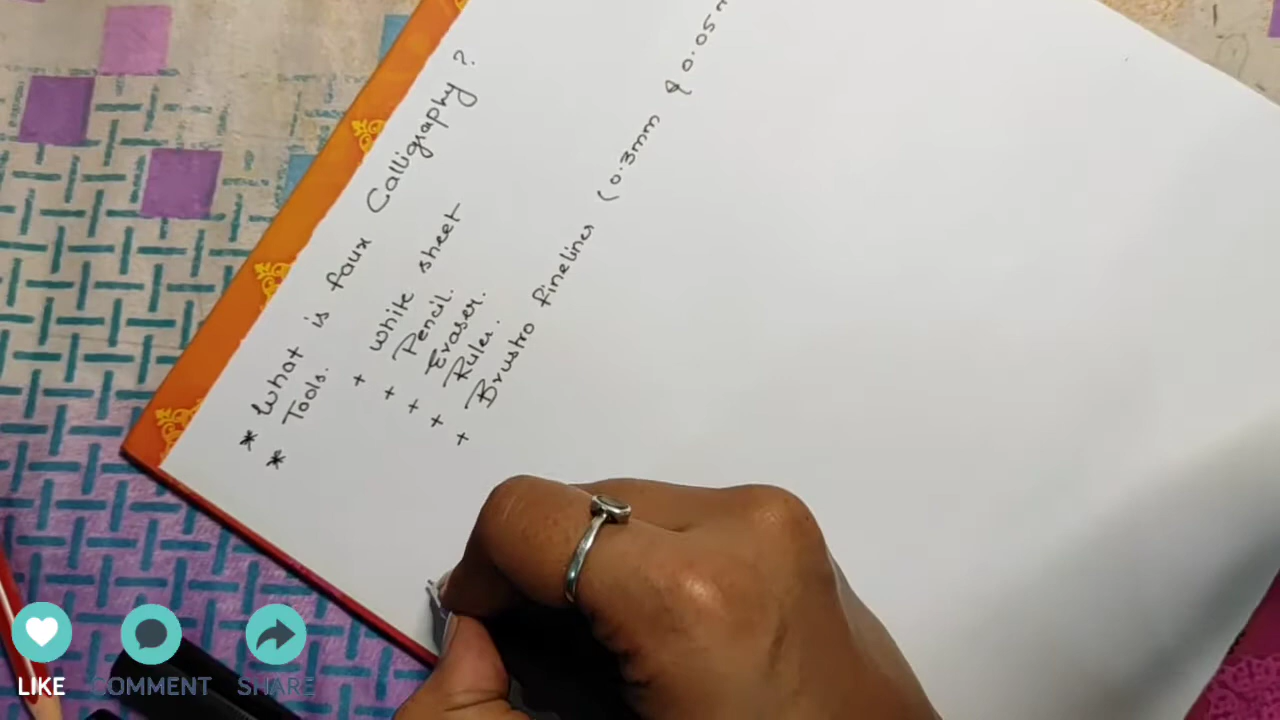 * What is faux Calligraphy?
* Tools.
+ White sheet
+ Pencil.
+ Eraser.
+ Ruler.
+ Brustro fineliner (0.3mm & 0.05
LIKE COMMENT SHARE